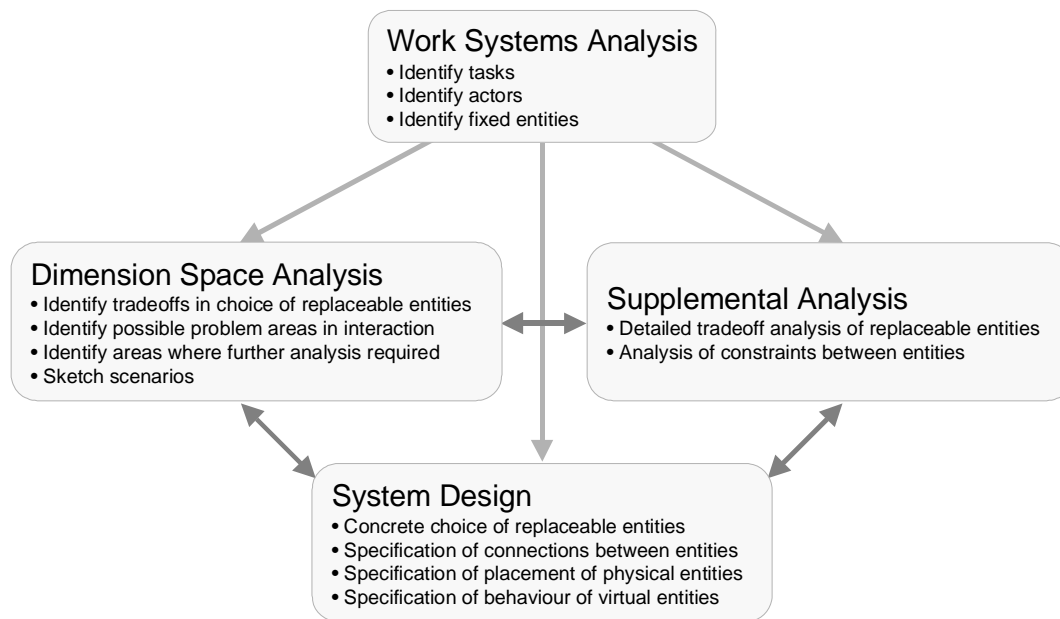 Work Systems Analysis
• Identify tasks
• Identify actors
• Identify fixed entities
Dimension Space Analysis
• Identify tradeoffs in choice of replaceable entities
• Identify possible problem areas in interaction
• Identify areas where further analysis required
• Sketch scenarios
Supplemental Analysis
• Detailed tradeoff analysis of replaceable entities
• Analysis of constraints between entities
System Design
• Concrete choice of replaceable entities
• Specification of connections between entities
• Specification of placement of physical entities
• Specification of behaviour of virtual entities